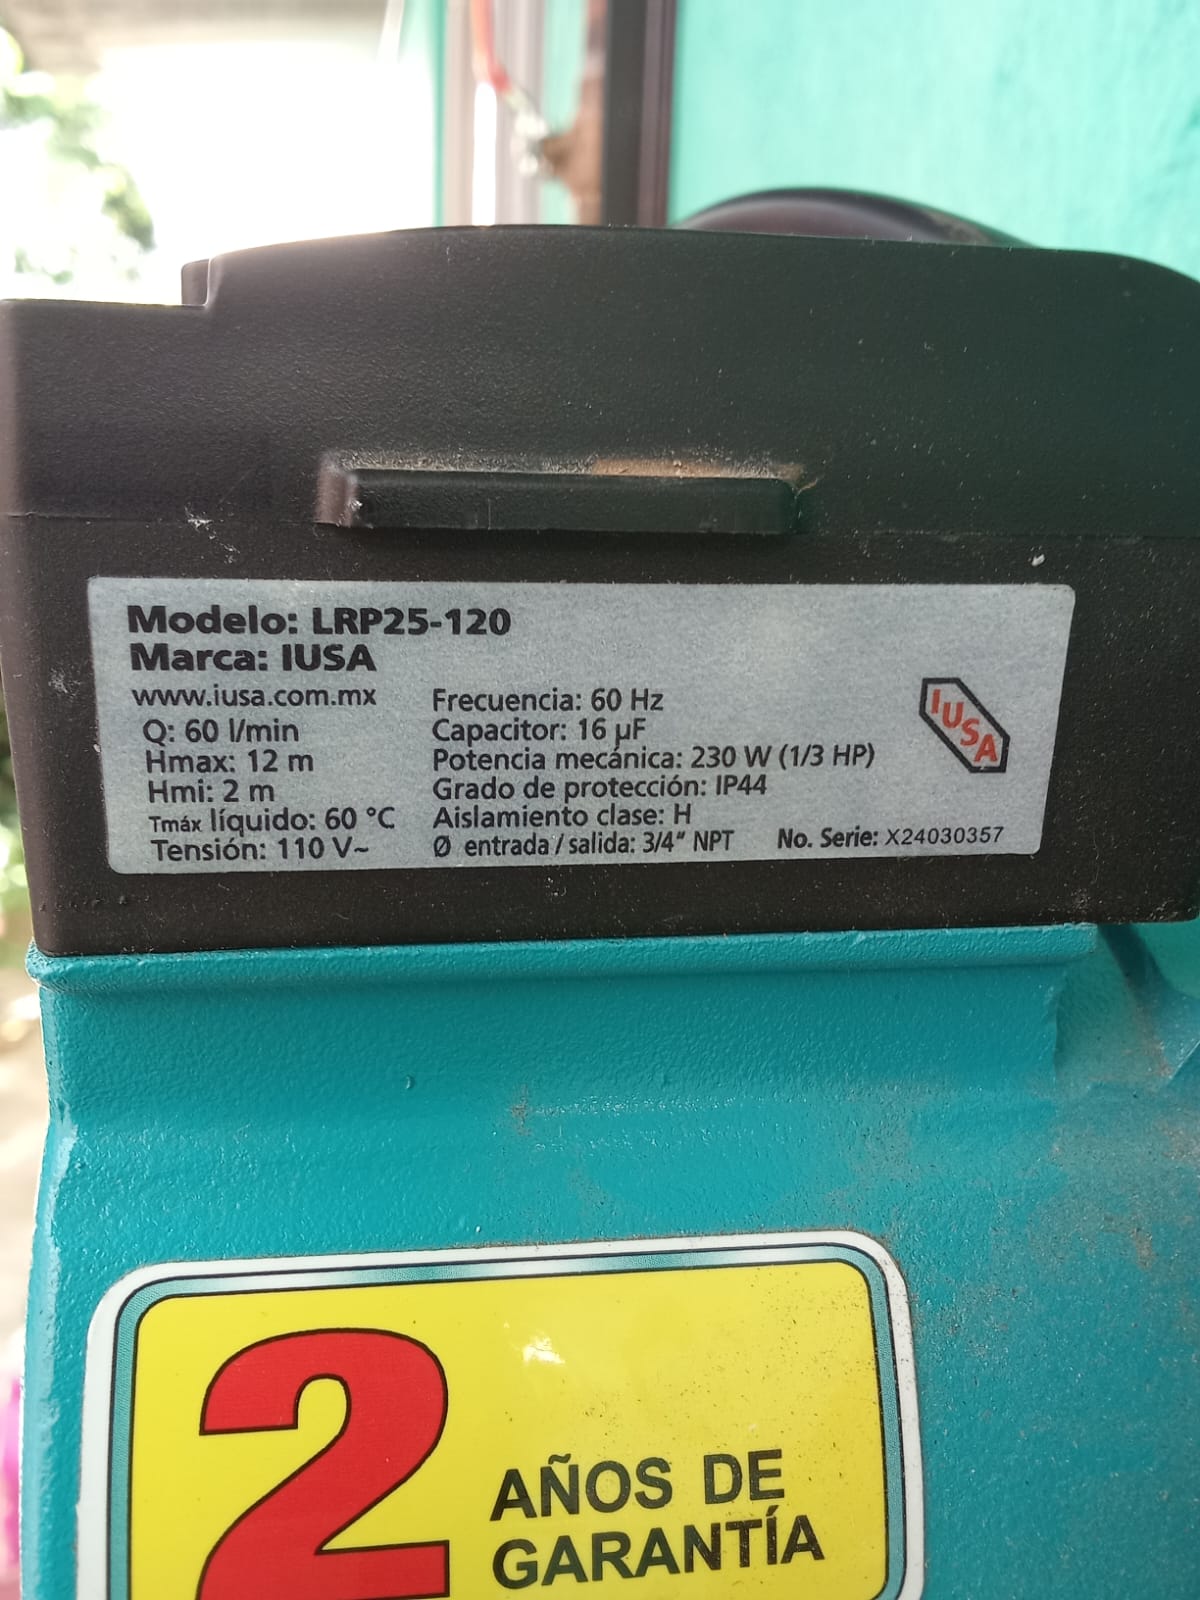 Modelo: LRP25-120
Marca: IUSA
www.iusa.com.mx
Q: 60 l/min
Hmax: 12 m
Hmi: 2 m
Tmáx líquido: 60 °C
Tensión: 110 V~
Frecuencia: 60 Hz
Capacitor: 16 µF
Potencia mecánica: 230 W (1/3 HP)
Grado de protección: IP44
Aislamiento clase: H
Ø entrada / salida: 3/4" NPT
No. Serie: X24030357
IUSA
2
AÑOS DE
GARANTÍA